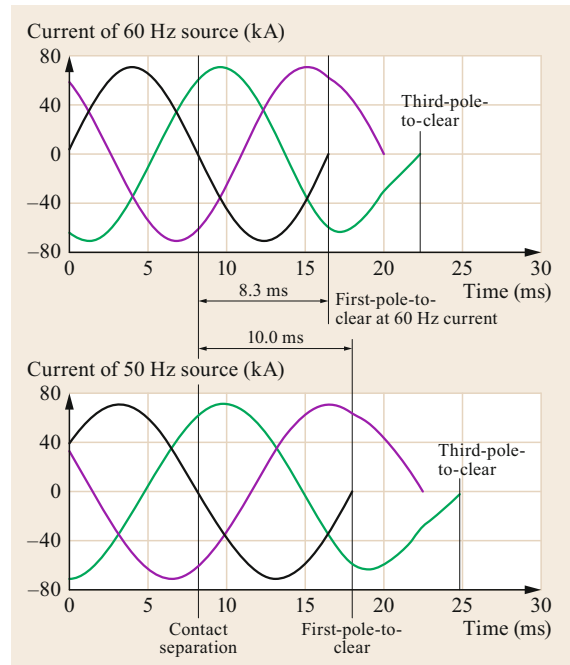 Current of 60 Hz source (kA)
80
40
0
–40
–80
Third-pole-
to-clear
0
5
10
15
20
25
30
Time (ms)
8.3 ms
First-pole-to-
clear at 60 Hz current
10.0 ms
Current of 50 Hz source (kA)
80
40
0
–40
–80
Third-pole-
to-clear
0
5
10
15
20
25
30
Time (ms)
Contact
separation
First-pole-to-
clear